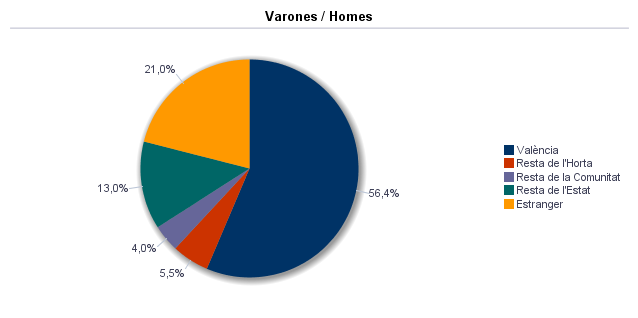 Varones / Homes
21,0%
13,0%
4,0%
5,5%
56,4%
València
Resta de l'Horta
Resta de la Comunitat
Resta de l'Estat
Estranger